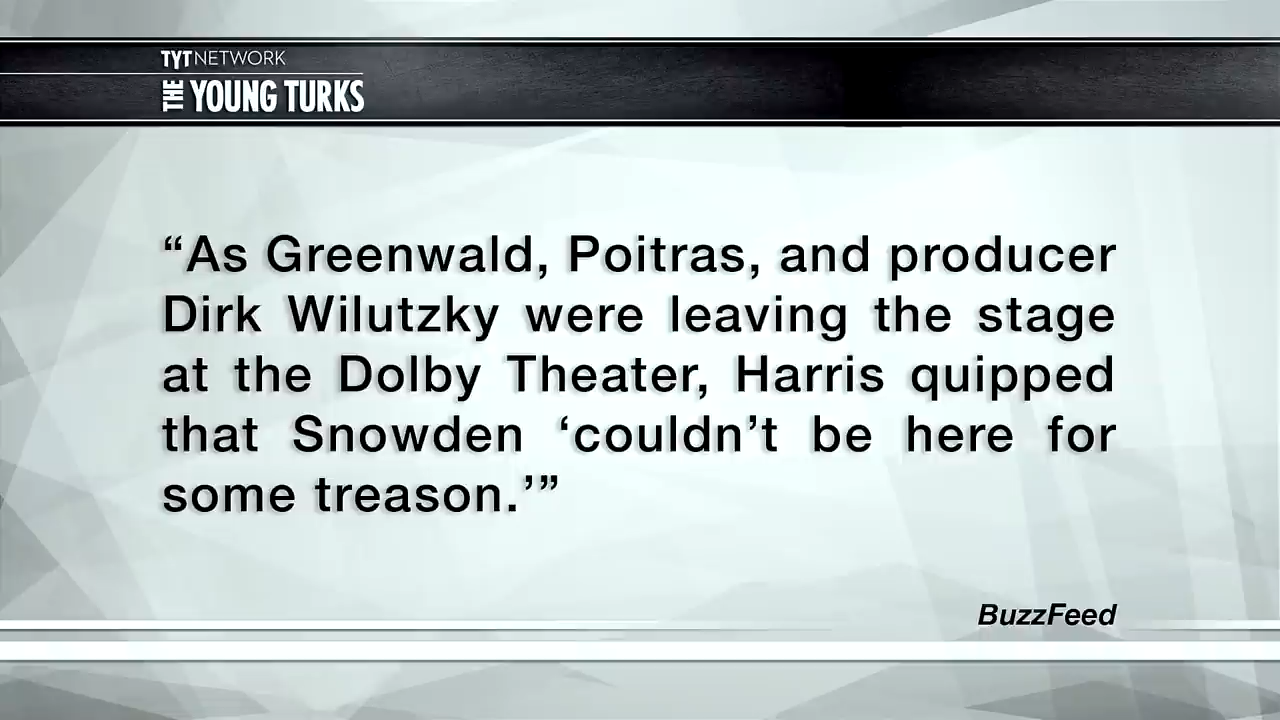 TYTNETWORK
THE YOUNG TURKS
“As Greenwald, Poitras, and producer
Dirk Wilutzky were leaving the stage
at the Dolby Theater, Harris quipped
that Snowden ‘couldn’t be here for
some treason.’”
BuzzFeed